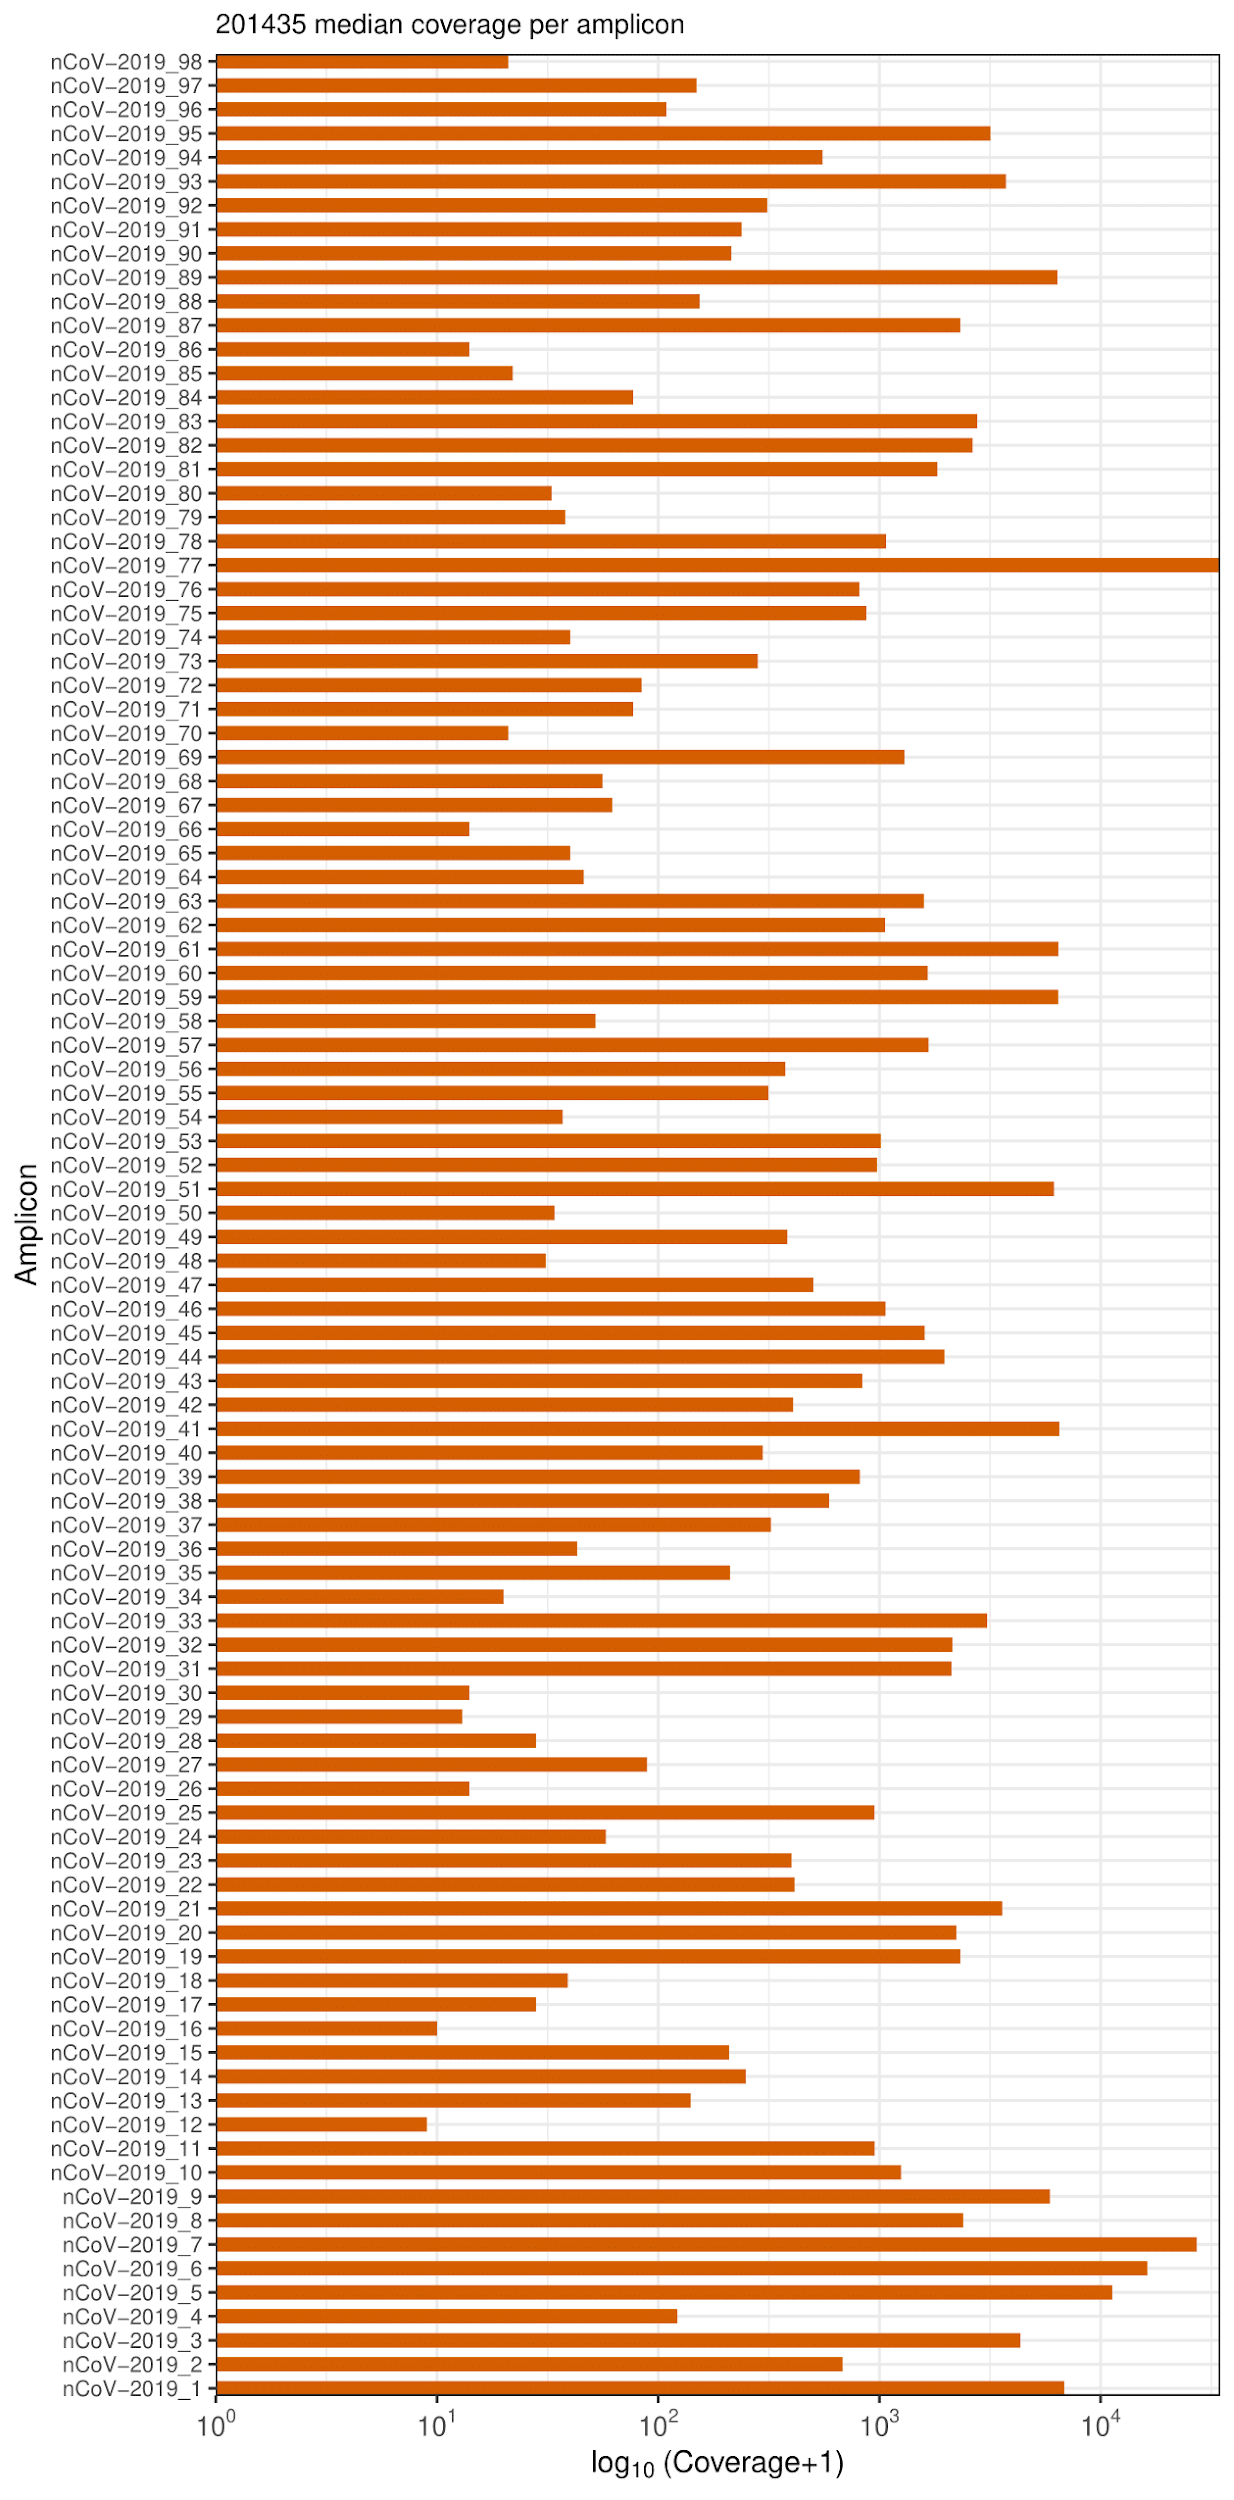 201435 median coverage per amplicon
nCoV−2019_98
nCoV−2019_97
nCoV−2019_96
nCoV−2019_95
nCoV−2019_94
nCoV−2019_93
nCoV−2019_92
nCoV−2019_91
nCoV−2019_90
nCoV−2019_89
nCoV−2019_88
nCoV−2019_87
nCoV−2019_86
nCoV−2019_85
nCoV−2019_84
nCoV−2019_83
nCoV−2019_82
nCoV−2019_81
nCoV−2019_80
nCoV−2019_79
nCoV−2019_78
nCoV−2019_77
nCoV−2019_76
nCoV−2019_75
nCoV−2019_74
nCoV−2019_73
nCoV−2019_72
nCoV−2019_71
nCoV−2019_70
nCoV−2019_69
nCoV−2019_68
nCoV−2019_67
nCoV−2019_66
nCoV−2019_65
nCoV−2019_64
nCoV−2019_63
nCoV−2019_62
nCoV−2019_61
nCoV−2019_60
nCoV−2019_59
nCoV−2019_58
nCoV−2019_57
nCoV−2019_56
nCoV−2019_55
nCoV−2019_54
nCoV−2019_53
nCoV−2019_52
nCoV−2019_51
nCoV−2019_50
nCoV−2019_49
nCoV−2019_48
nCoV−2019_47
nCoV−2019_46
nCoV−2019_45
nCoV−2019_44
nCoV−2019_43
nCoV−2019_42
nCoV−2019_41
nCoV−2019_40
nCoV−2019_39
nCoV−2019_38
nCoV−2019_37
nCoV−2019_36
nCoV−2019_35
nCoV−2019_34
nCoV−2019_33
nCoV−2019_32
nCoV−2019_31
nCoV−2019_30
nCoV−2019_29
nCoV−2019_28
nCoV−2019_27
nCoV−2019_26
nCoV−2019_25
nCoV−2019_24
nCoV−2019_23
nCoV−2019_22
nCoV−2019_21
nCoV−2019_20
nCoV−2019_19
nCoV−2019_18
nCoV−2019_17
nCoV−2019_16
nCoV−2019_15
nCoV−2019_14
nCoV−2019_13
nCoV−2019_12
nCoV−2019_11
nCoV−2019_10
nCoV−2019_9
nCoV−2019_8
nCoV−2019_7
nCoV−2019_6
nCoV−2019_5
nCoV−2019_4
nCoV−2019_3
nCoV−2019_2
nCoV−2019_1
Amplicon
10⁰ 10¹ 10² 10³ 10⁴
log₁₀ (Coverage+1)